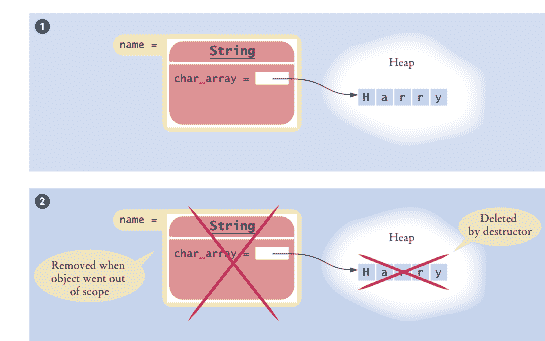 1
name =
String
char_array =
Heap
H a r r y
2
name =
String
char_array =
Heap
H a r r y
Deleted
by destructor
Removed when
object went out
of scope